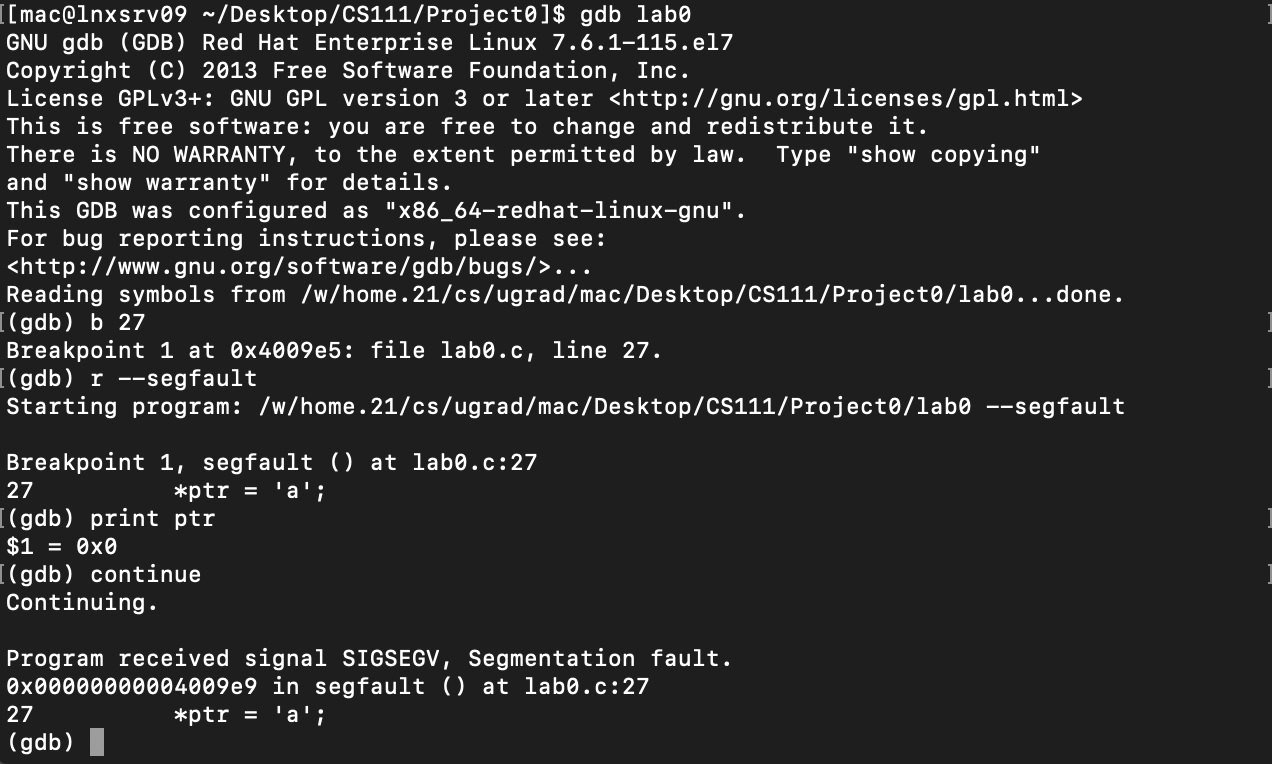 [mac@lnxsrv09 ~/Desktop/CS111/Project0]$ gdb lab0
GNU gdb (GDB) Red Hat Enterprise Linux 7.6.1-115.el7
Copyright (C) 2013 Free Software Foundation, Inc.
License GPLv3+: GNU GPL version 3 or later <http://gnu.org/licenses/gpl.html>
This is free software: you are free to change and redistribute it.
There is NO WARRANTY, to the extent permitted by law.  Type "show copying"
and "show warranty" for details.
This GDB was configured as "x86_64-redhat-linux-gnu".
For bug reporting instructions, please see:
<http://www.gnu.org/software/gdb/bugs/>...
Reading symbols from /w/home.21/cs/ugrad/mac/Desktop/CS111/Project0/lab0...done.
(gdb) b 27
Breakpoint 1 at 0x4009e5: file lab0.c, line 27.
(gdb) r --segfault
Starting program: /w/home.21/cs/ugrad/mac/Desktop/CS111/Project0/lab0 --segfault

Breakpoint 1, segfault () at lab0.c:27
27          *ptr = 'a';
(gdb) print ptr
$1 = 0x0
(gdb) continue
Continuing.

Program received signal SIGSEGV, Segmentation fault.
0x00000000004009e9 in segfault () at lab0.c:27
27          *ptr = 'a';
(gdb)